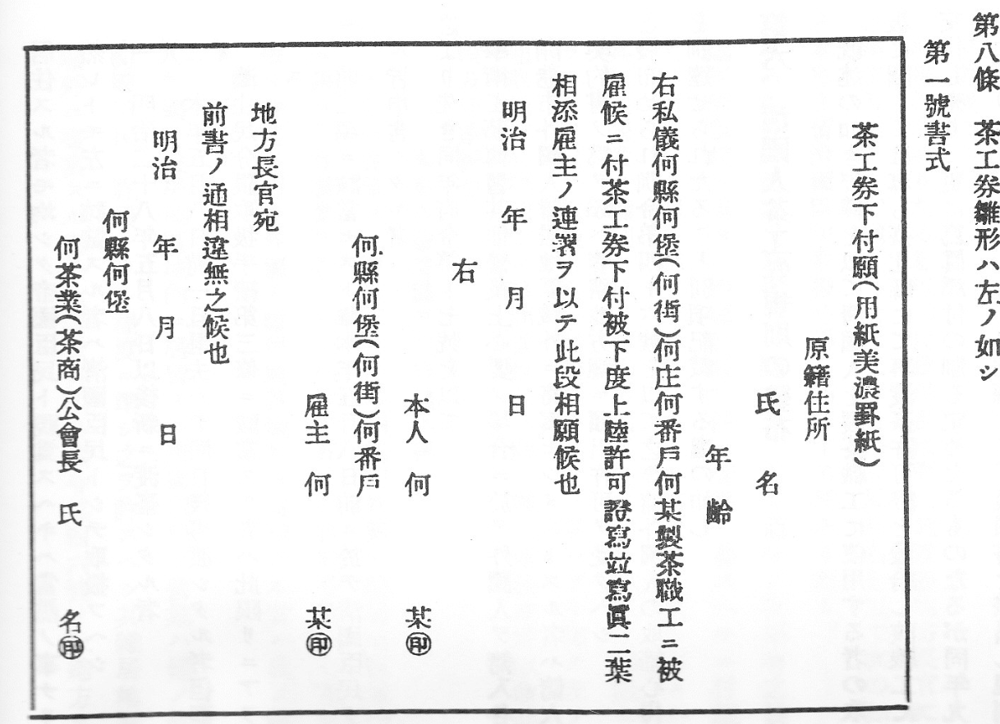 第八條　茶工券雛形ハ左ノ如シ
第一號書式
茶工券下付願(用紙美濃罫紙)
原籍住所
氏　名
年　齡
右私儀何縣何堡(何街)何庄何番戶何某製茶職工ニ被
雇候ニ付茶工券下付被下度上陸許可證寫竝寫眞二葉
相添雇主ノ連署ヲ以テ此段相願候也
明治　年　月　日
右
本人　何　某㊞
何縣何堡(何街)何番戶
雇主　何　某㊞
地方長官宛
前書ノ通相違無之候也
明治　年　月　日
何縣何堡
何茶業(茶商)公會長　氏　名㊞